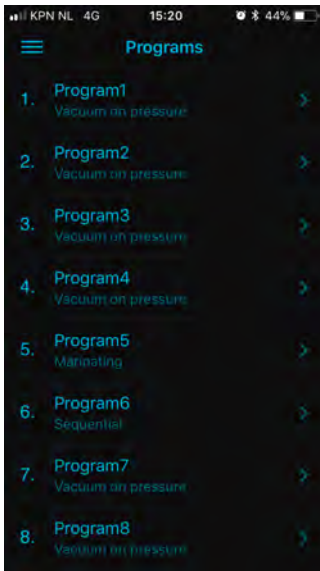 KPN NL 4G 15:20 44%
Programs
1. Program1
Vacuum on pressure
2. Program2
Vacuum on pressure
3. Program3
Vacuum on pressure
4. Program4
Vacuum on pressure
5. Program5
Marinating
6. Program6
Sequential
7. Program7
Vacuum on pressure
8. Program8
Vacuum on pressure